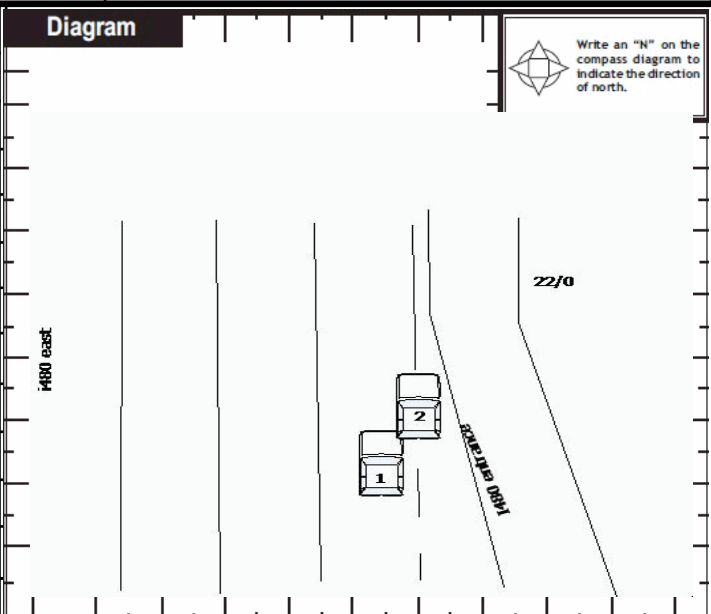 Diagram
Write an “N” on the
compass diagram to
indicate the direction
of north.
22/0
i480 east
2
1
i480 entrance